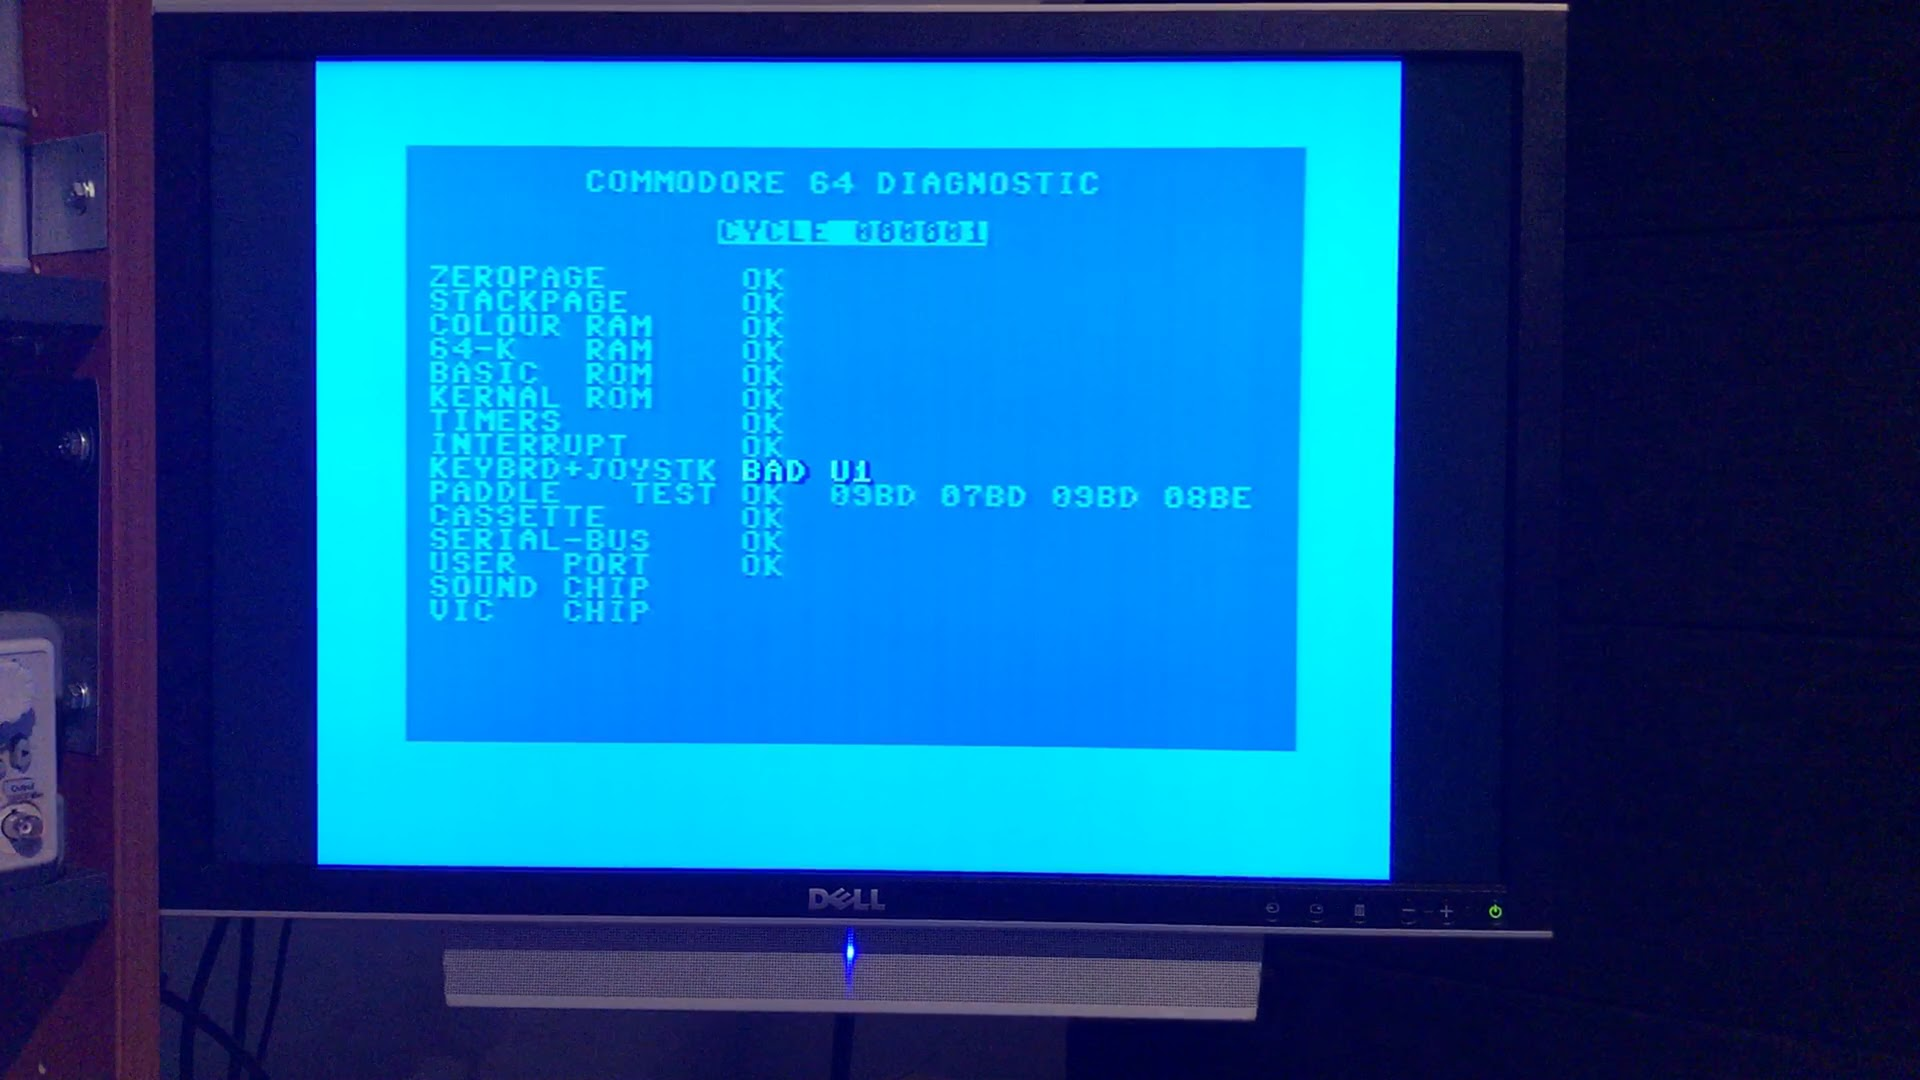 COMMODORE 64 DIAGNOSTIC
CYCLE 000001
ZEROPAGE OK
STACKPAGE OK
COLOUR RAM OK
64-K RAM OK
BASIC ROM OK
KERNAL ROM OK
TIMERS OK
INTERRUPT OK
KEYBRD+JOYSTK BAD U1
PADDLE TEST OK 09BD 07BD 09BD 08BE
CASSETTE OK
SERIAL-BUS OK
USER PORT OK
SOUND CHIP
VIC CHIP
DELL
Output